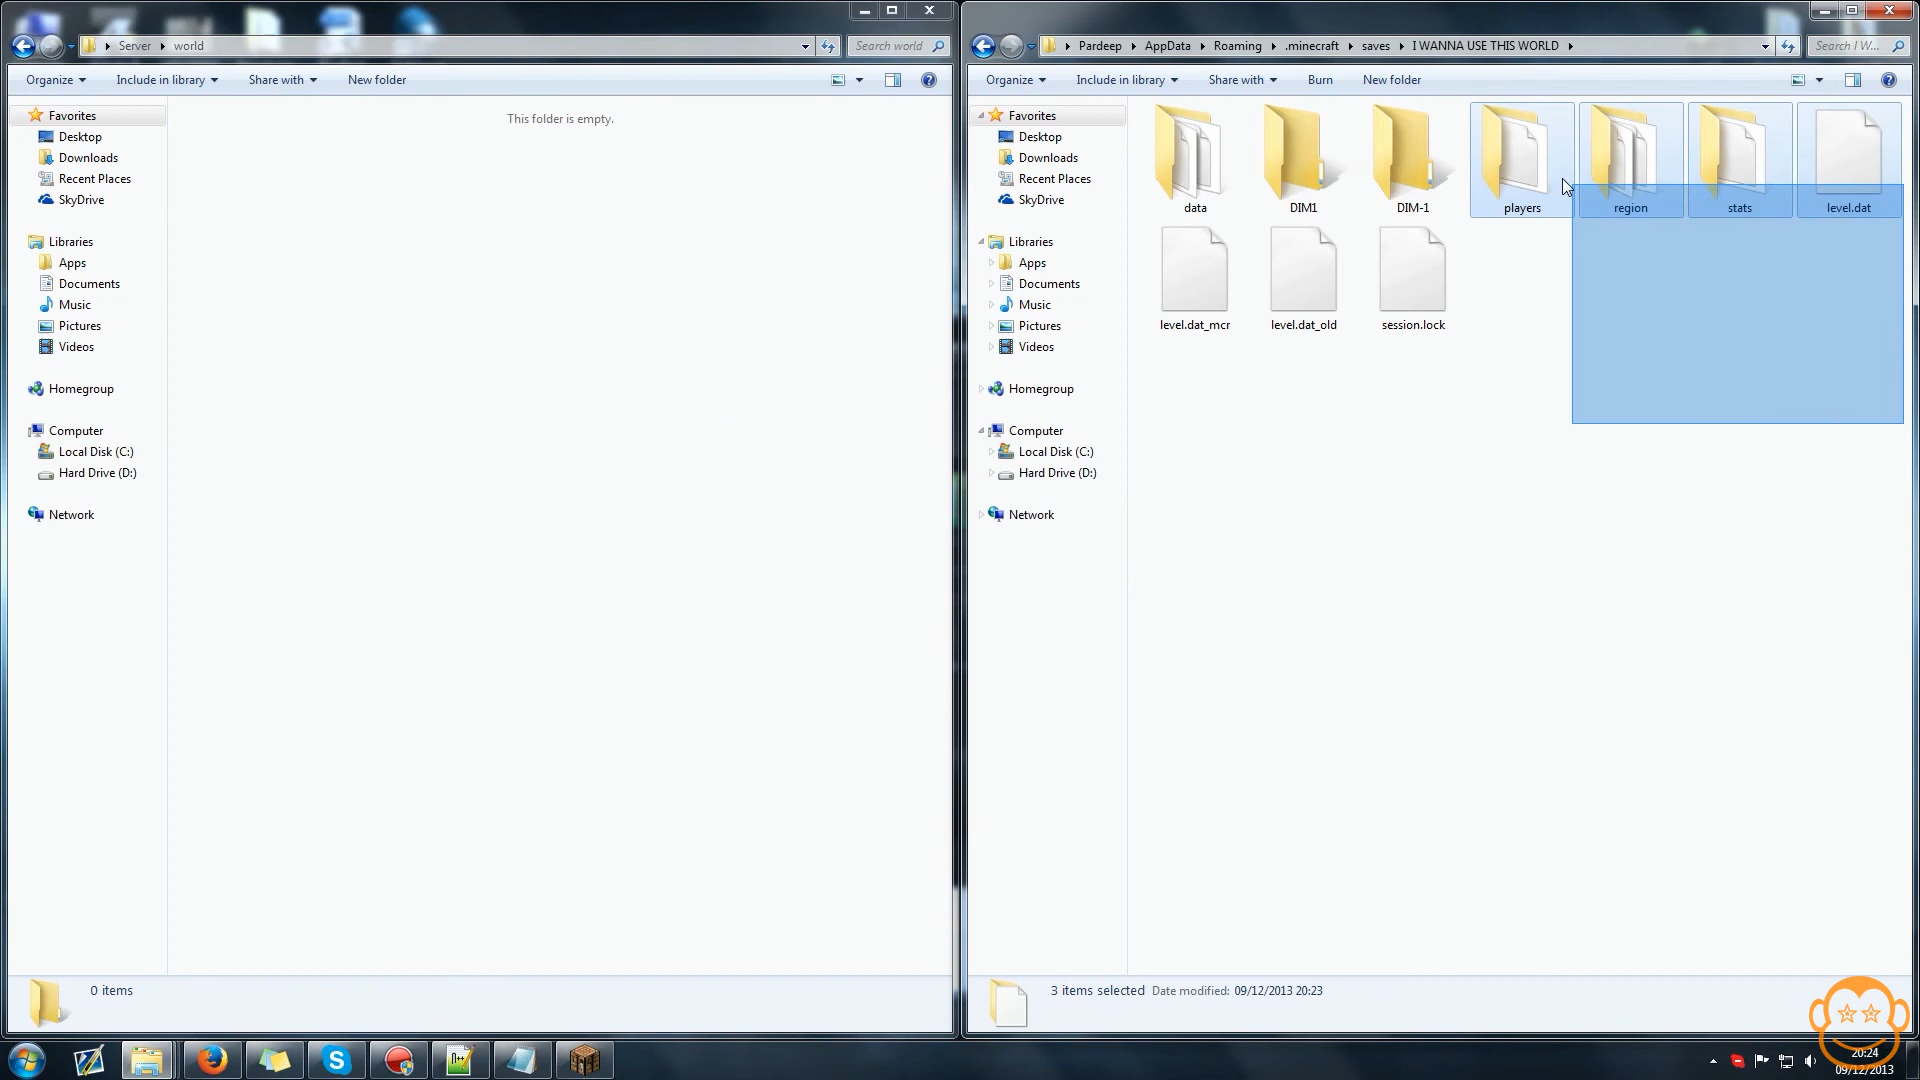 Server world
Search world
Organize Include in library Share with New folder
Favorites
Desktop
Downloads
Recent Places
SkyDrive
Libraries
Apps
Documents
Music
Pictures
Videos
Homegroup
Computer
Local Disk (C:)
Hard Drive (D:)
Network
This folder is empty.
0 items
Pardeep AppData Roaming .minecraft saves I WANNA USE THIS WORLD
Search I W...
Organize Include in library Share with Burn New folder
Favorites
Desktop
Downloads
Recent Places
SkyDrive
Libraries
Apps
Documents
Music
Pictures
Videos
Homegroup
Computer
Local Disk (C:)
Hard Drive (D:)
Network
data DIM1 DIM-1 players region stats level.dat
level.dat_mcr level.dat_old session.lock
3 items selected Date modified: 09/12/2013 20:23
20:24
09/12/2013